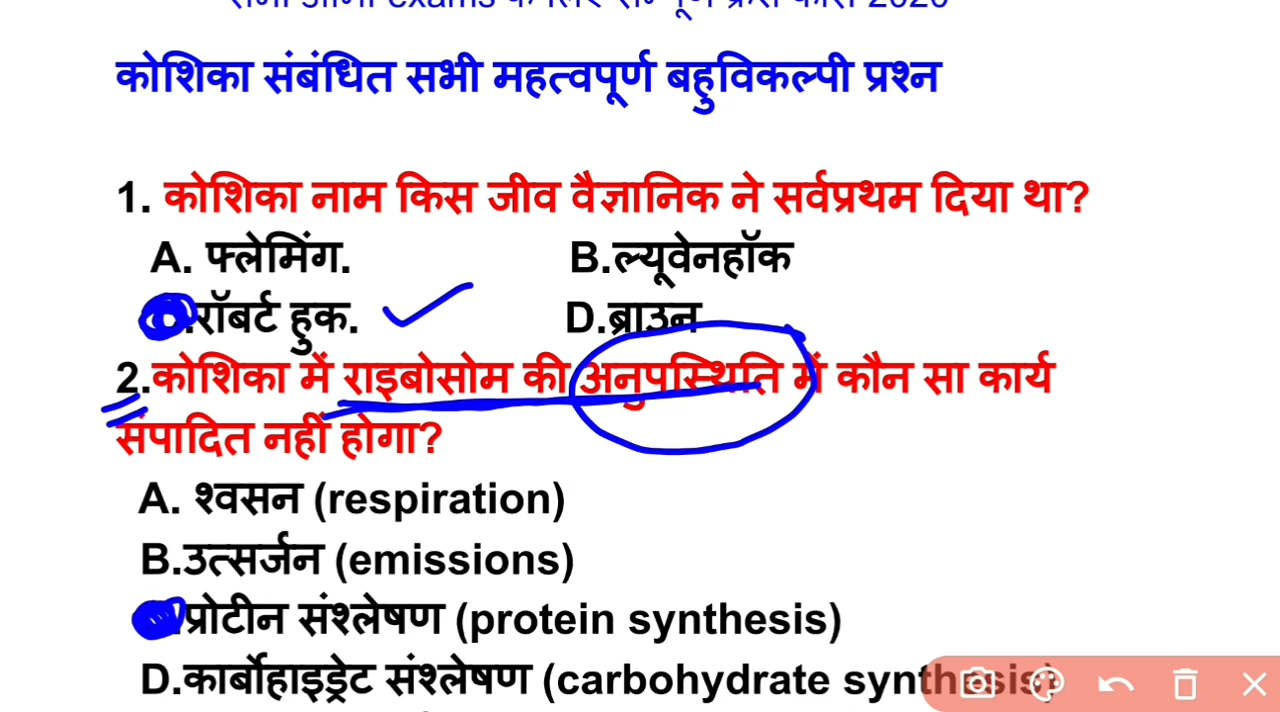 कोशिका संबंधित सभी महत्वपूर्ण बहुविकल्पी प्रश्न
1. कोशिका नाम किस जीव वैज्ञानिक ने सर्वप्रथम दिया था?
A. फ्लेमिंग. B.ल्यूवेनहॉक
.रॉबर्ट हुक. D.ब्राउन
2.कोशिका में राइबोसोम की अनुपस्थिति में कौन सा कार्य
संपादित नहीं होगा?
A. श्वसन (respiration)
B.उत्सर्जन (emissions)
.प्रोटीन संश्लेषण (protein synthesis)
D.कार्बोहाइड्रेट संश्लेषण (carbohydrate synthesis)